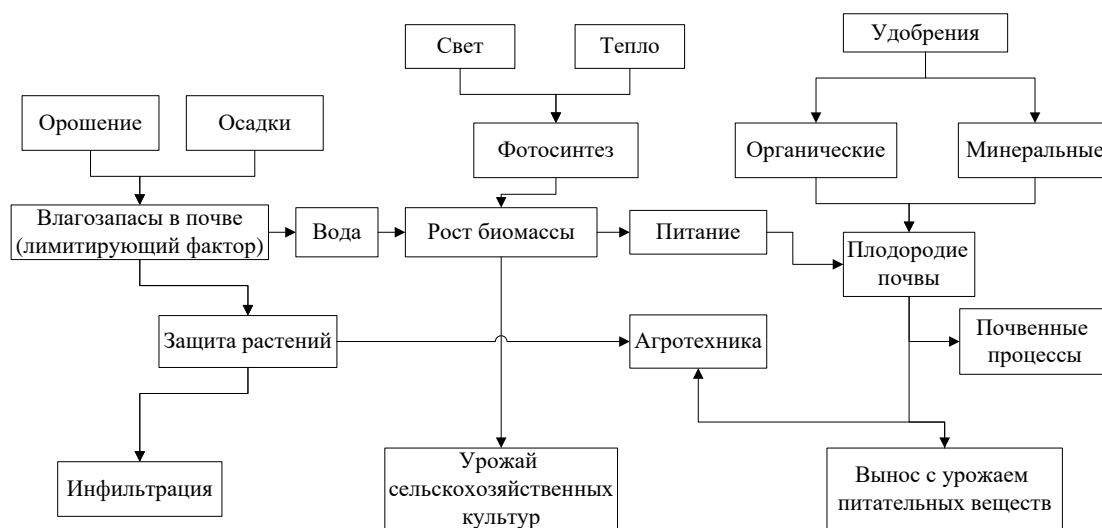 Свет
Тепло
Удобрения
Орошение
Осадки
Фотосинтез
Органические
Минеральные
Влагозапасы в почве
(лимитирующий фактор)
Вода
Рост биомассы
Питание
Плодородие
почвы
Защита растений
Агротехника
Почвенные
процессы
Инфильтрация
Урожай
сельскохозяйственных
культур
Вынос с урожаем
питательных веществ